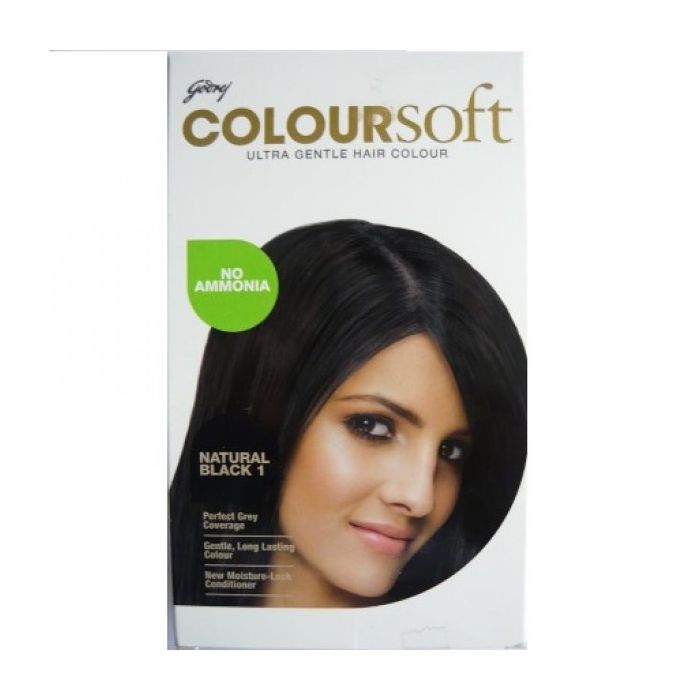 Godrej
COLOURsoft
ULTRA GENTLE HAIR COLOUR
NO
AMMONIA
NATURAL
BLACK 1
Perfect Grey
Coverage
Gentle, Long Lasting
Colour
New Moisture-Lock
Conditioner